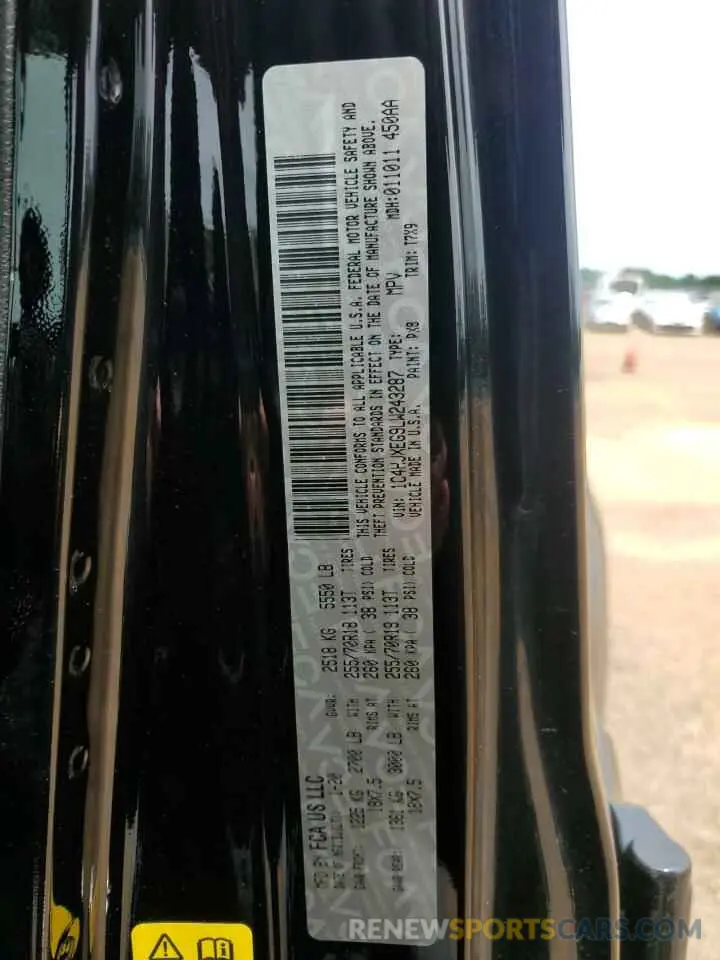 MFD BY FCA US LLC
DATE OF MFR 1-20 GVWR: 2518 KG 5550 LB
GAWR FRONT: 1225 KG 2700 LB WITH 255/70R18 113T TIRES
18X7.5 RIMS AT 260 KPA ( 38 PSI) COLD
GAWR REAR: 1361 KG 3000 LB WITH 255/70R18 113T TIRES
18X7.5 RIMS AT 260 KPA ( 38 PSI) COLD
THIS VEHICLE CONFORMS TO ALL APPLICABLE U.S.A. FEDERAL MOTOR VEHICLE SAFETY AND
THEFT PREVENTION STANDARDS IN EFFECT ON THE DATE OF MANUFACTURE SHOWN ABOVE.
VIN: 1C4HJXEG9LW243287 TYPE: MPV MDH:011011 450AA
VEHICLE MADE IN U.S.A. PAINT: PX8 TRIM: T7X9
RENEWSPORTSCARS.COM